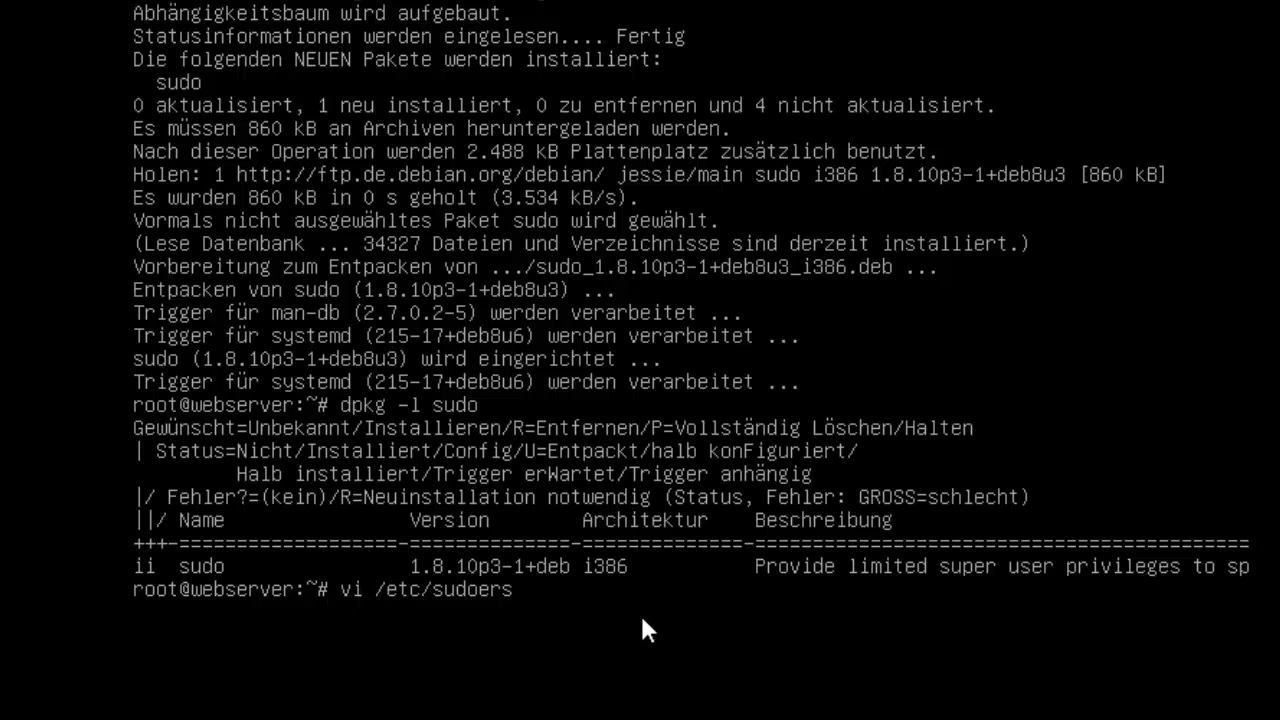 Abhängigkeitsbaum wird aufgebaut.
Statusinformationen werden eingelesen.... Fertig
Die folgenden NEUEN Pakete werden installiert:
  sudo
0 aktualisiert, 1 neu installiert, 0 zu entfernen und 4 nicht aktualisiert.
Es müssen 860 kB an Archiven heruntergeladen werden.
Nach dieser Operation werden 2.488 kB Plattenplatz zusätzlich benutzt.
Holen: 1 http://ftp.de.debian.org/debian/ jessie/main sudo i386 1.8.10p3-1+deb8u3 [860 kB]
Es wurden 860 kB in 0 s geholt (3.534 kB/s).
Vormals nicht ausgewähltes Paket sudo wird gewählt.
(Lese Datenbank ... 34327 Dateien und Verzeichnisse sind derzeit installiert.)
Vorbereitung zum Entpacken von .../sudo_1.8.10p3-1+deb8u3_i386.deb ...
Entpacken von sudo (1.8.10p3-1+deb8u3) ...
Trigger für man-db (2.7.0.2-5) werden verarbeitet ...
Trigger für systemd (215-17+deb8u6) werden verarbeitet ...
sudo (1.8.10p3-1+deb8u3) wird eingerichtet ...
Trigger für systemd (215-17+deb8u6) werden verarbeitet ...
root@webserver:~# dpkg -l sudo
Gewünscht=Unbekannt/Installieren/R=Entfernen/P=Vollständig Löschen/Halten
| Status=Nicht/Installiert/Config/U=Entpackt/halb konFiguriert/
         Halb installiert/Trigger erWartet/Trigger anhängig
|/ Fehler?=(kein)/R=Neuinstallation notwendig (Status, Fehler: GROSS=schlecht)
||/ Name                Version        Architektur    Beschreibung
+++-===================-==============-==============-===========================================
ii  sudo                1.8.10p3-1+deb i386           Provide limited super user privileges to sp
root@webserver:~# vi /etc/sudoers